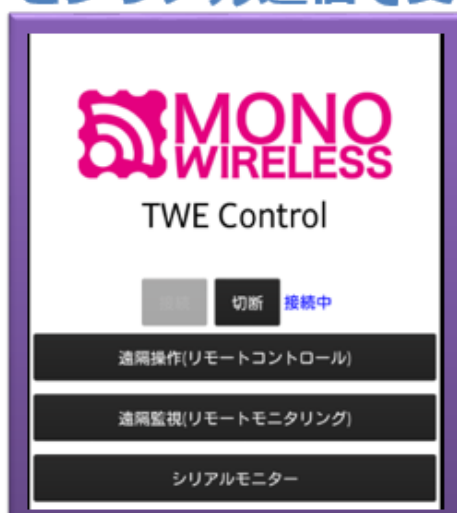 MONO
WIRELESS
TWE Control
接続 切断 接続中
遠隔操作(リモートコントロール)
遠隔監視(リモートモニタリング)
シリアルモニター